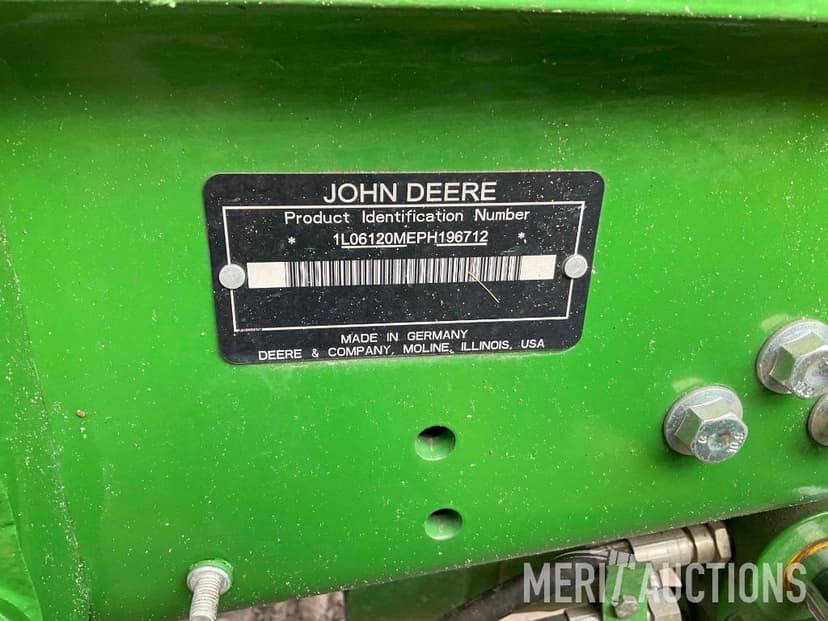 JOHN DEERE
Product Identification Number
* 1L06120MEPH196712 *
MADE IN GERMANY
DEERE & COMPANY, MOLINE, ILLINOIS, USA
MERIT AUCTIONS